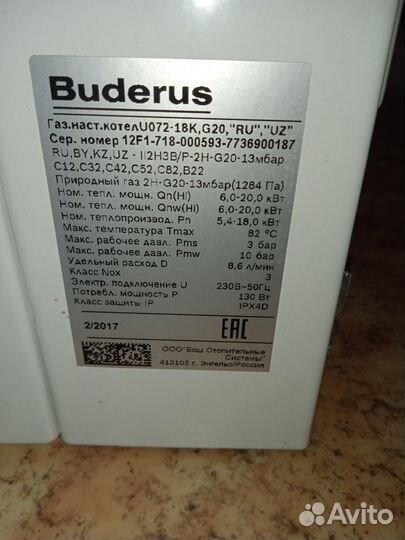 Buderus
Газ.наст.котелU072-18K,G20,"RU","UZ"
Сер. номер 12F1-718-000593-7736900187
RU,BY,KZ,UZ - II2H3B/P-2H-G20-13мбар
C12,C32,C42,C52,C82,B22
Природный газ 2H-G20-13мбар(1284 Па)
Ном. тепл. мощн. Qn(Hi) 6,0-20,0 кВт
Ном. тепл. мощн. Qnw(Hi) 6,0-20,0 кВт
Ном. теплопроизвод. Pn 5,4-18,0 кВт
Макс. температура Tmax 82 °C
Макс. рабочее давл. Pms 3 бар
Макс. рабочее давл. Pmw 10 бар
Удельный расход D 8,6 л/мин
Класс Nox 3
Электр. подключение U 230В~50Гц
Потребл. мощность P 130 Вт
Класс защиты IP IPX4D
2/2017
EAC
ООО"Бош Отопительные
Системы"
413105 г. Энгельс/Россия
Avito